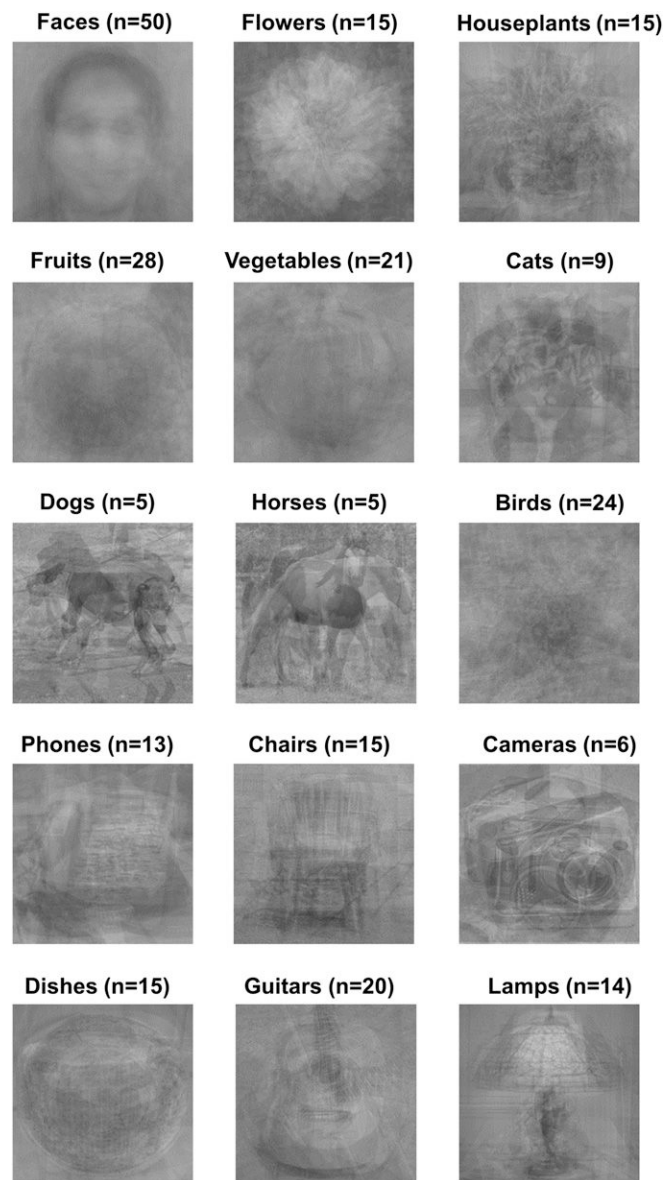 Faces (n=50) Flowers (n=15) Houseplants (n=15)
Fruits (n=28) Vegetables (n=21) Cats (n=9)
Dogs (n=5) Horses (n=5) Birds (n=24)
Phones (n=13) Chairs (n=15) Cameras (n=6)
Dishes (n=15) Guitars (n=20) Lamps (n=14)